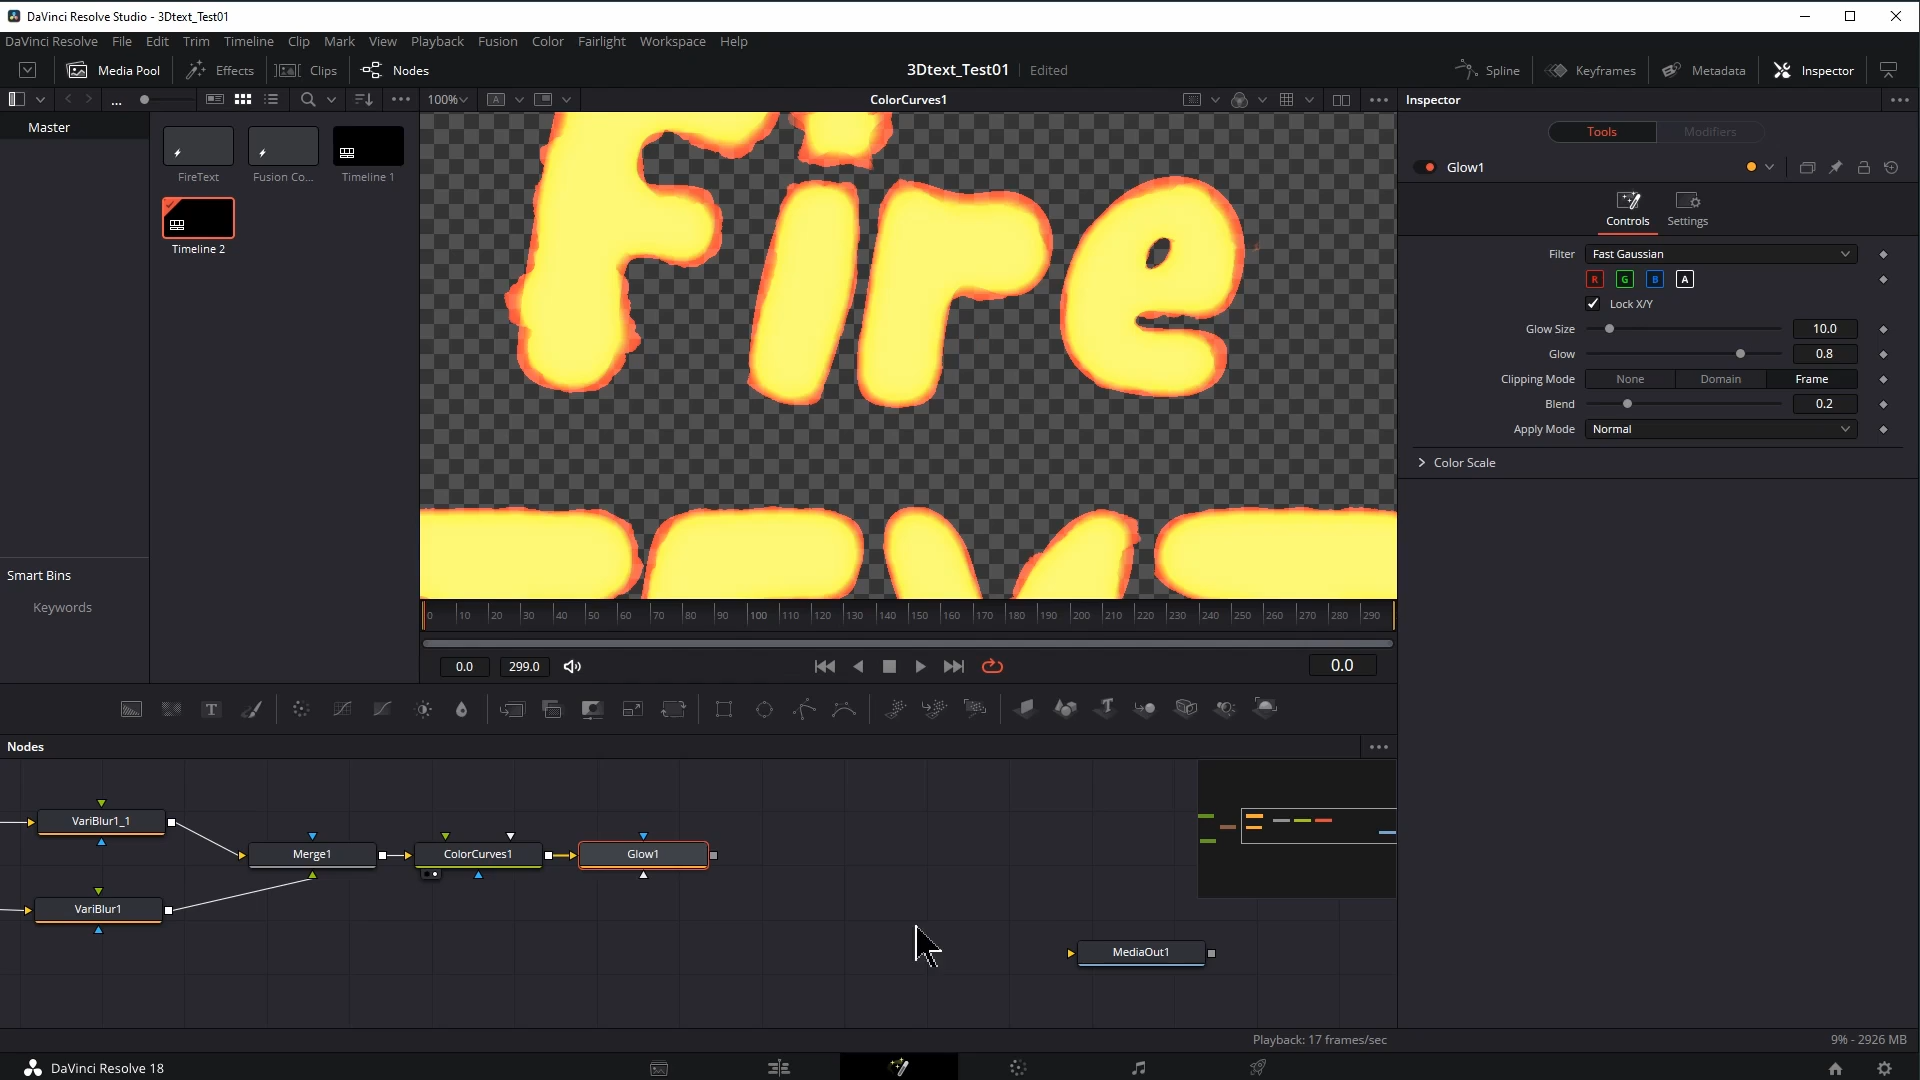 DaVinci Resolve Studio - 3Dtext_Test01
DaVinci Resolve File Edit Trim Timeline Clip Mark View Playback Fusion Color Fairlight Workspace Help
Media Pool Effects Clips Nodes 3Dtext_Test01 Edited Spline Keyframes Metadata Inspector
... 100% A ColorCurves1 Inspector
Master
FireText Fusion Co... Timeline 1
Timeline 2
Smart Bins
Keywords
Fire
TEXT
0 10 20 30 40 50 60 70 80 90 100 110 120 130 140 150 160 170 180 190 200 210 220 230 240 250 260 270 280 290
0.0 299.0 0.0
Tools Modifiers
Glow1
Controls Settings
Filter Fast Gaussian
R G B A
Lock X/Y
Glow Size 10.0
Glow 0.8
Clipping Mode None Domain Frame
Blend 0.2
Apply Mode Normal
Color Scale
T T
Nodes
VariBlur1_1
Merge1 ColorCurves1 Glow1
VariBlur1
MediaOut1
Playback: 17 frames/sec 9% - 2926 MB
DaVinci Resolve 18